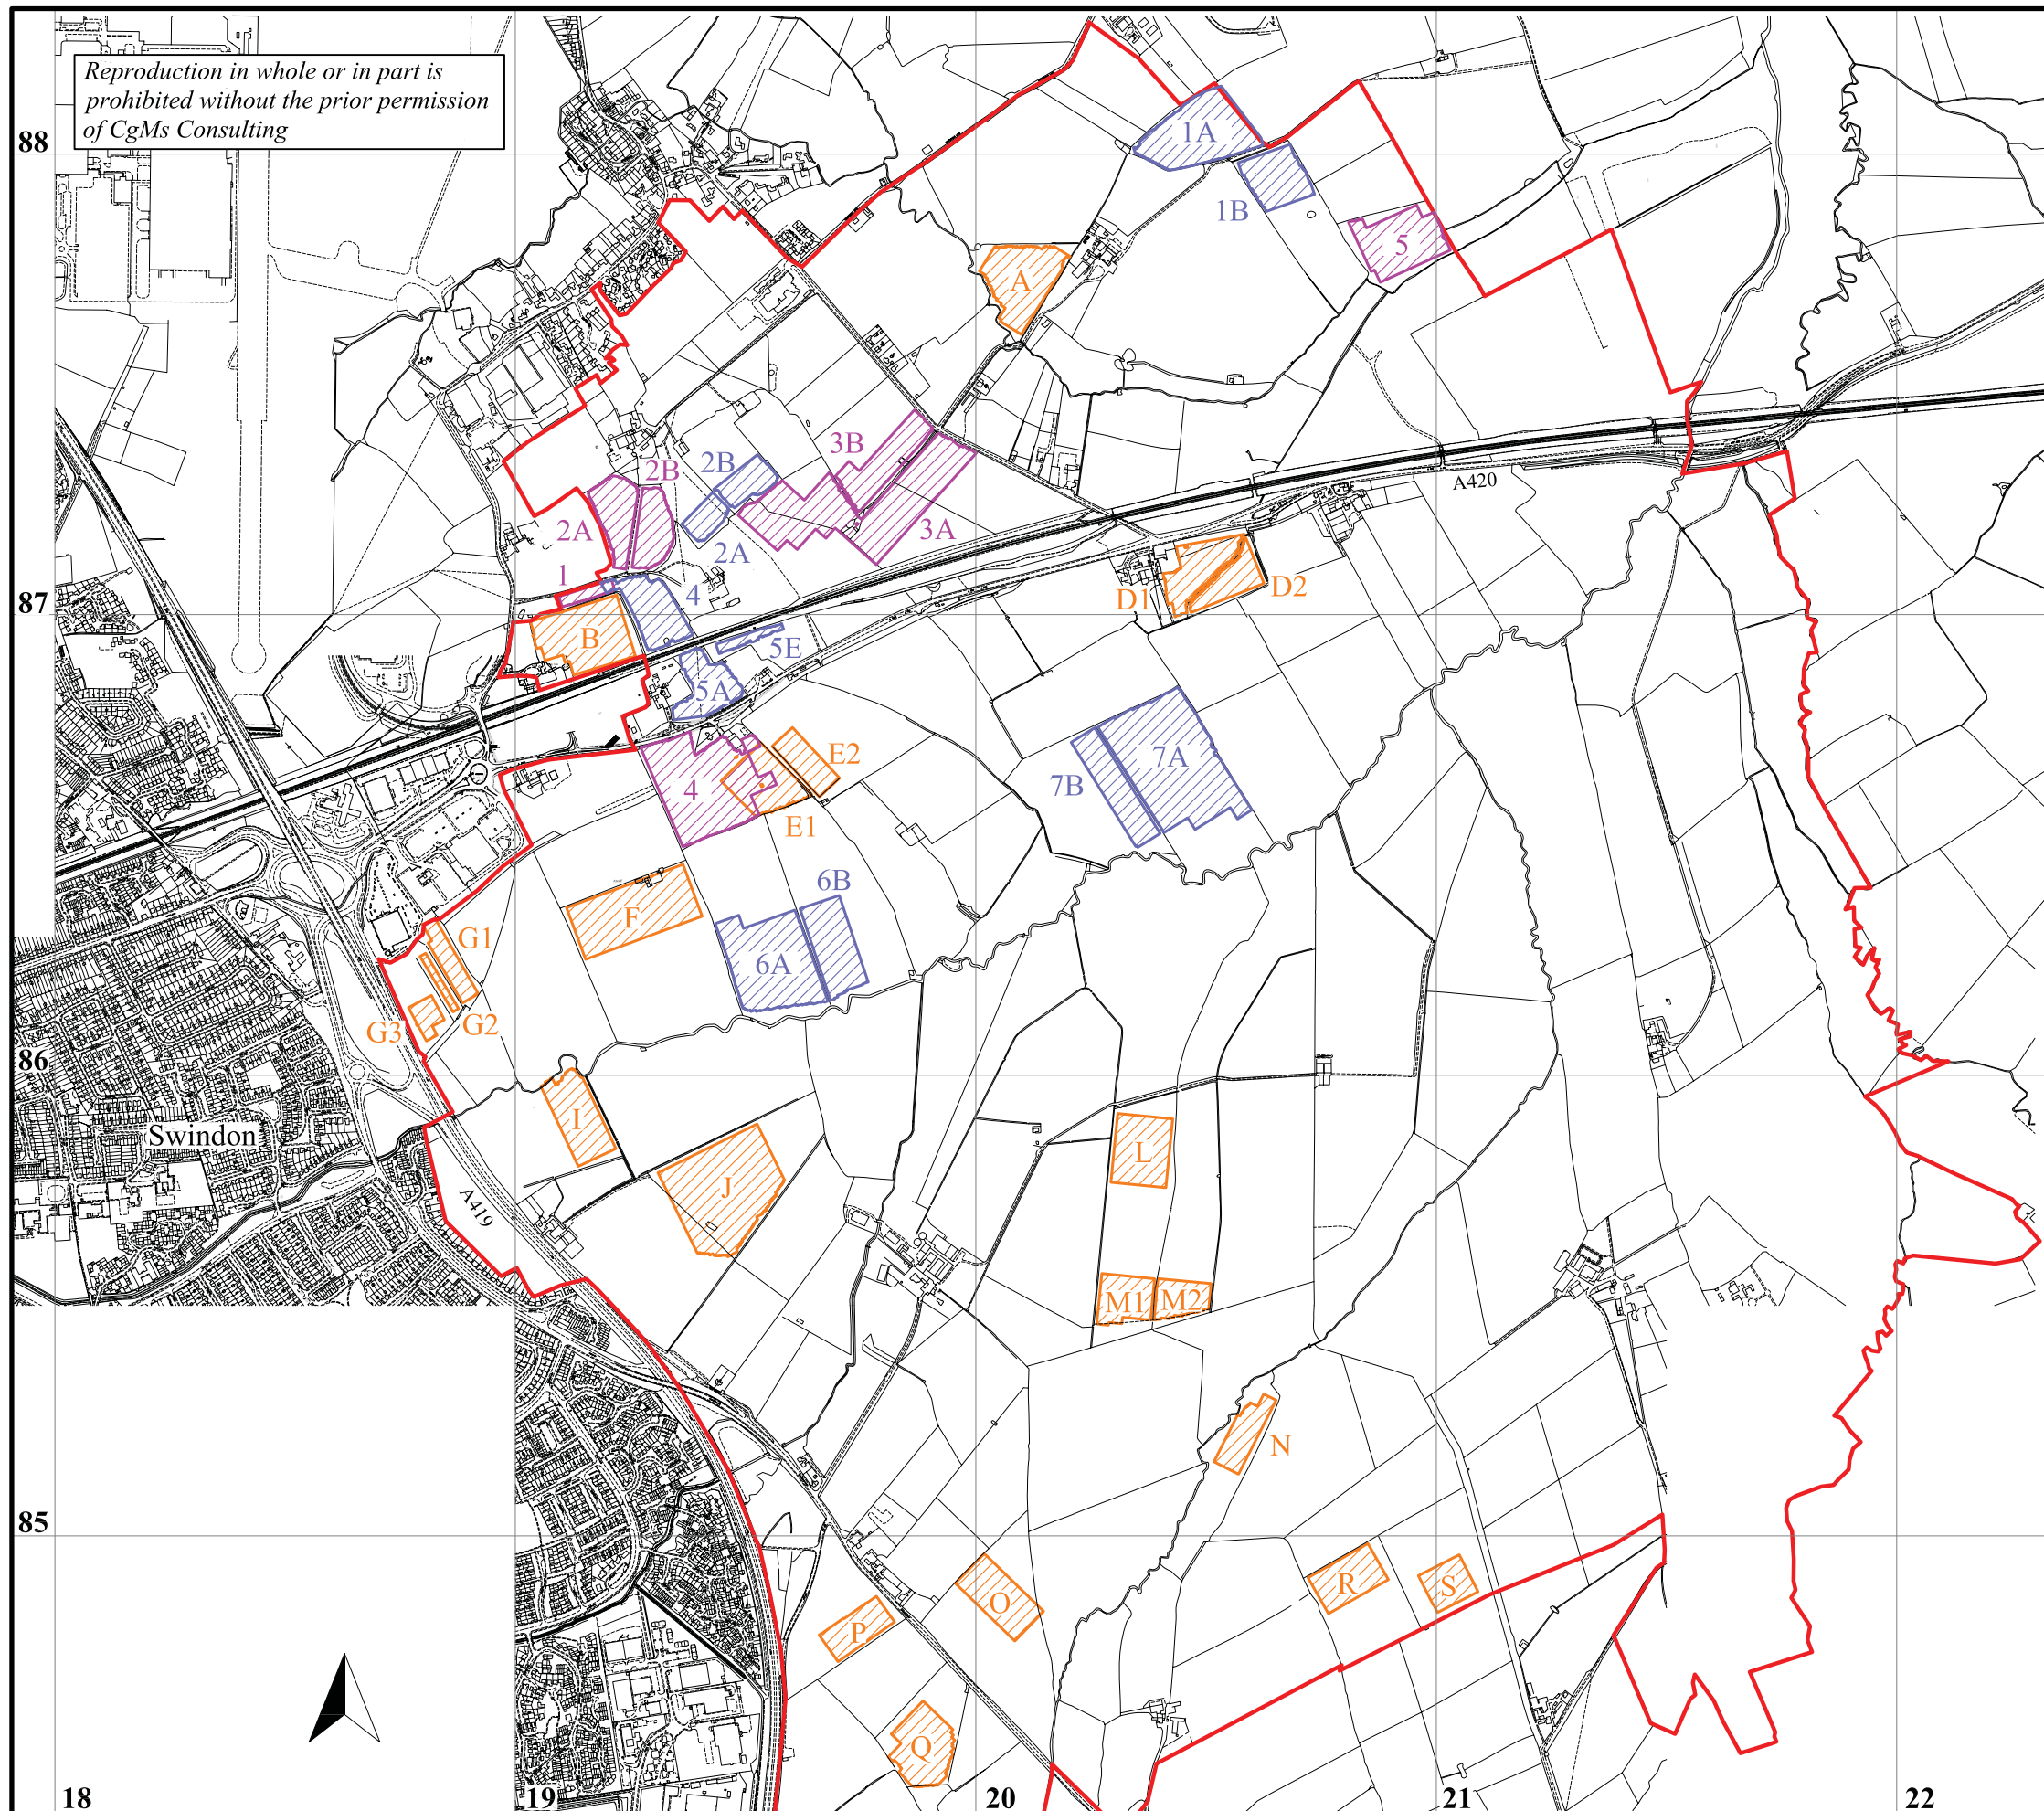 Reproduction in whole or in part is
prohibited without the prior permission
of CgMs Consulting
88
1A
1B
5
A
3B
2B
2B
A420
2A
3A
2A
1
4
D1
D2
B
5E
5A
E2
7A
7B
4
E1
6B
F
G1
6A
G2
G3
86
I
Swindon
L
J
A419
M1
M2
N
85
R
S
O
P
Q
18
19
20
21
22
87